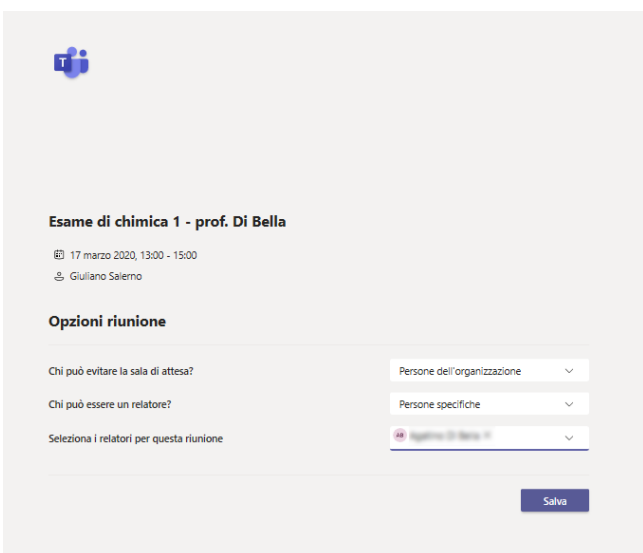 T
Esame di chimica 1 - prof. Di Bella
17 marzo 2020, 13:00 - 15:00
Giuliano Salerno
Opzioni riunione
Chi può evitare la sala di attesa? Persone dell'organizzazione
Chi può essere un relatore? Persone specifiche
Seleziona i relatori per questa riunione AB
Salva